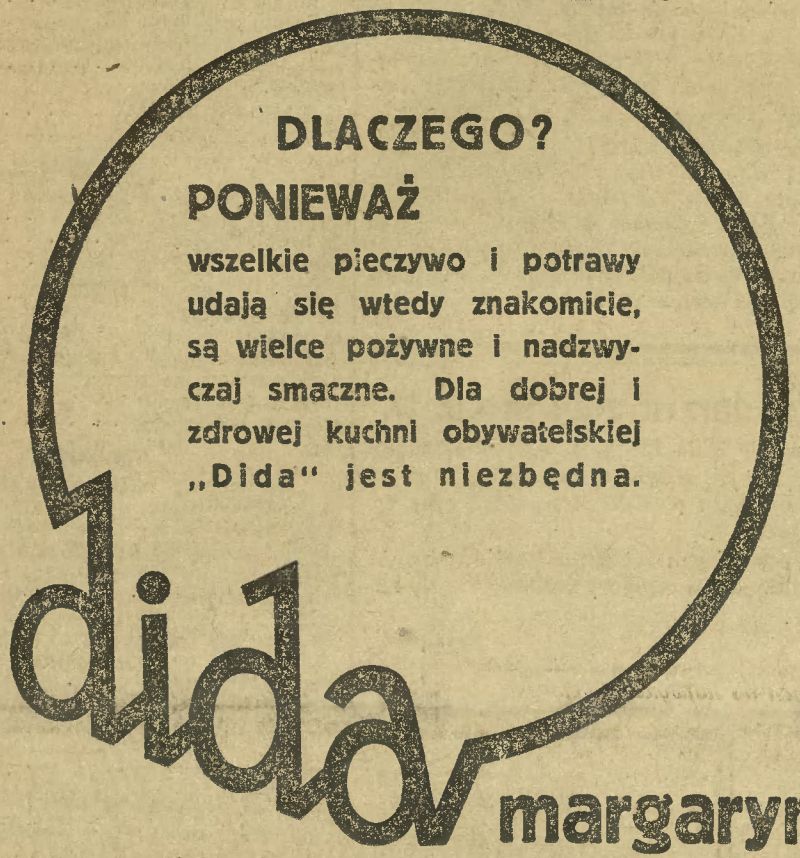 DLACZEGO?
PONIEWAŻ
wszelkie pieczywo i potrawy
udają się wtedy znakomicie,
są wielce pożywne i nadzwy-
czaj smaczne. Dla dobrej i
zdrowej kuchni obywatelskiej
„Dida“ jest niezbędna.
dida
margaryn